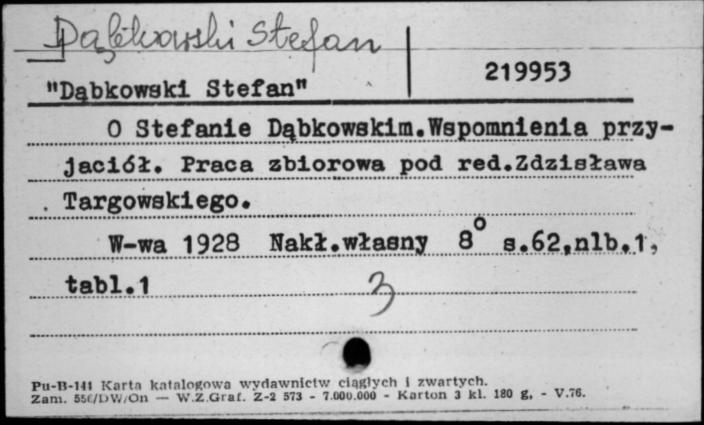 Dąbkowski Stefan
219953
"Dąbkowski Stefan"
O Stefanie Dąbkowskim.Wspomnienia przy-
jaciół. Praca zbiorowa pod red.Zdzisława
Targowskiego.
W-wa 1928 Nakł.własny 8° s.62,nlb.1,
tabl.1
3
Pu-B-141 Karta katalogowa wydawnictw ciągłych i zwartych.
Zam. 556/DW/On — W.Z.Graf. Z-2 573 - 7.000.000 - Karton 3 kl. 180 g. - V.76.